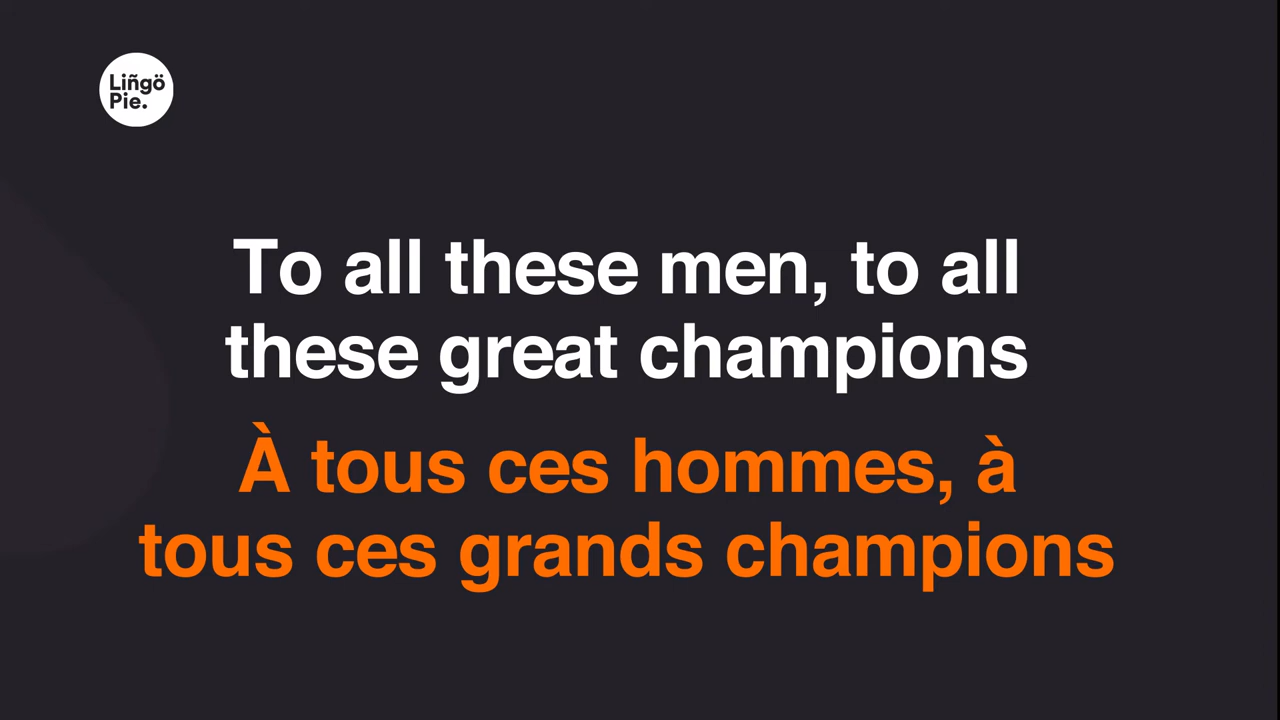 Liñgö
Pie.
To all these men, to all
these great champions
À tous ces hommes, à
tous ces grands champions